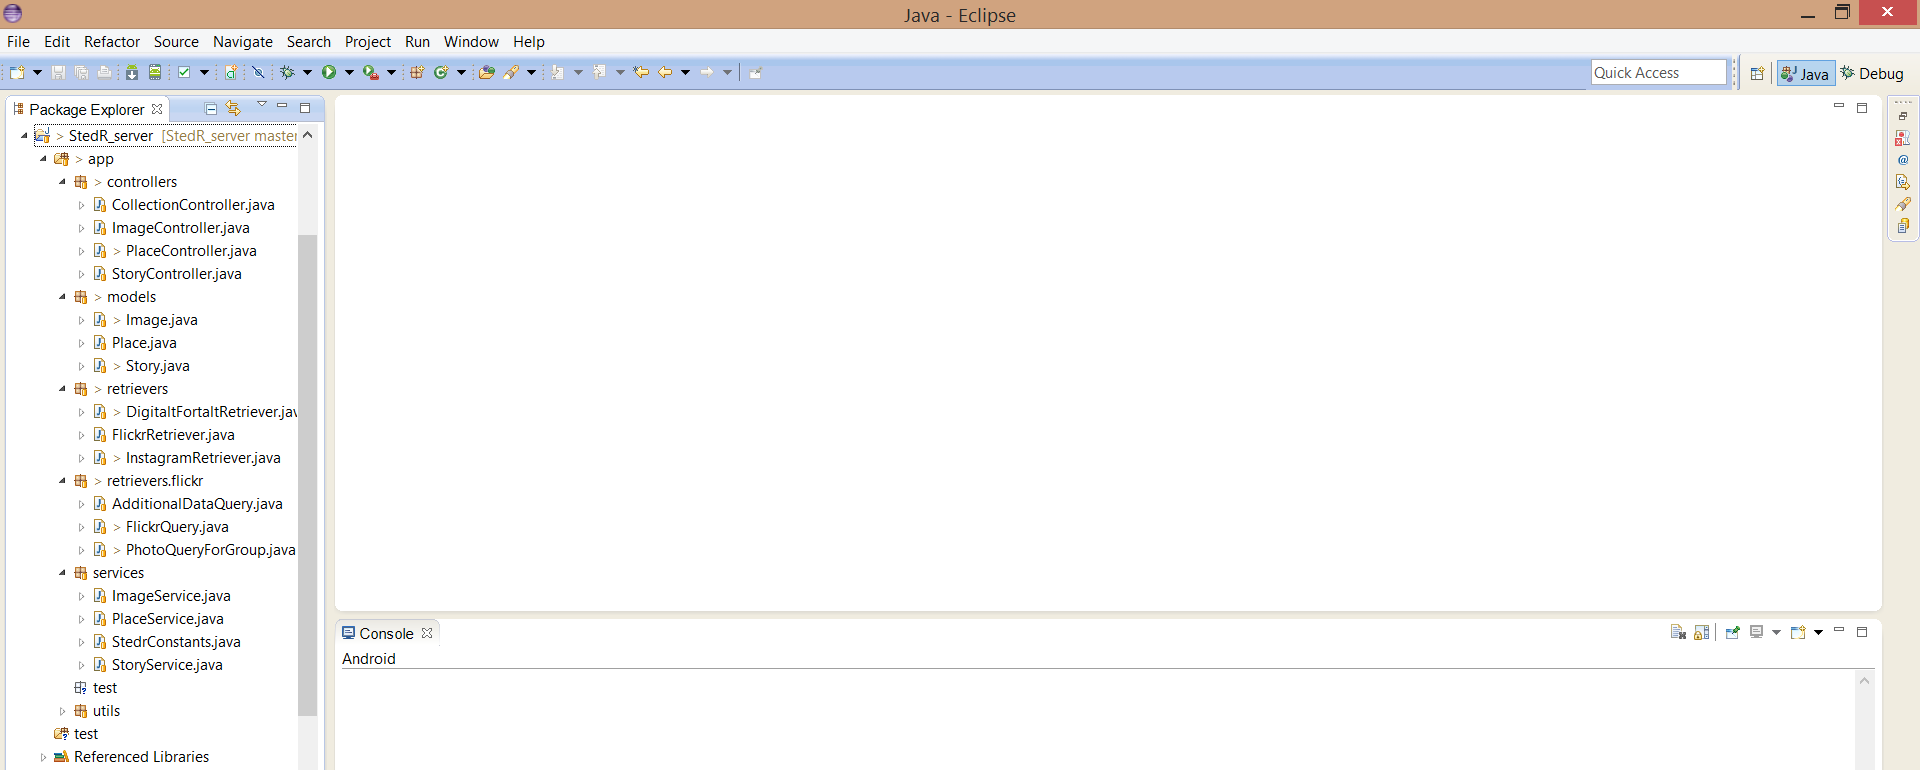 Java - Eclipse
File Edit Refactor Source Navigate Search Project Run Window Help
Quick Access
Java
Debug
Package Explorer
> StedR_server [StedR_server master
> app
> controllers
CollectionController.java
ImageController.java
> PlaceController.java
StoryController.java
> models
> Image.java
Place.java
> Story.java
> retrievers
> DigitaltFortaltRetriever.jav
FlickrRetriever.java
> InstagramRetriever.java
> retrievers.flickr
AdditionalDataQuery.java
> FlickrQuery.java
> PhotoQueryForGroup.java
services
ImageService.java
PlaceService.java
StedrConstants.java
StoryService.java
test
utils
test
Referenced Libraries
Console
Android